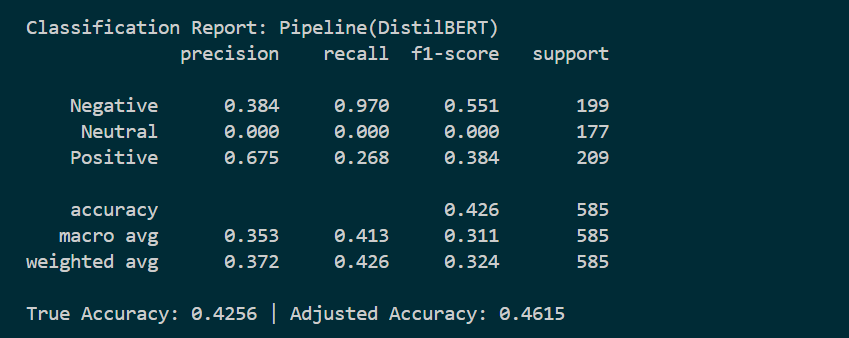 Classification Report: Pipeline(DistilBERT)
precision recall f1-score support
Negative 0.384 0.970 0.551 199
Neutral 0.000 0.000 0.000 177
Positive 0.675 0.268 0.384 209
accuracy 0.426 585
macro avg 0.353 0.413 0.311 585
weighted avg 0.372 0.426 0.324 585
True Accuracy: 0.4256 | Adjusted Accuracy: 0.4615